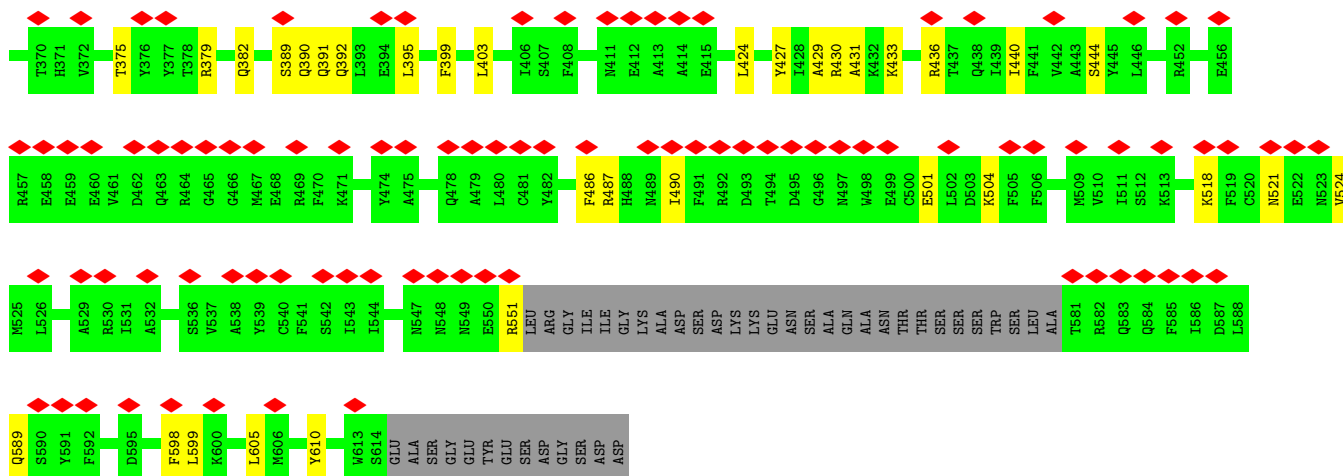 T370 H371 V372 T375 Y376 Y377 T378 R379 Q382 S389 Q390 Q391 Q392 L393 E394 L395 F399 L403 I406 S407 F408 N411 E412 A413 A414 E415 L424 Y427 I428 A429 R430 A431 K432 K433 R436 T437 Q438 I439 I440 F441 V442 A443 S444 Y445 L446 R452 E456
R457 E458 E459 E460 V461 D462 Q463 R464 G465 G466 M467 E468 R469 F470 K471 Y474 A475 Q478 A479 L480 C481 Y482 F486 R487 H488 N489 I490 F491 R492 D493 T494 D495 G496 N497 W498 E499 C500 E501 L502 D503 K504 F505 F506 M509 V510 I511 S512 K513 K518 F519 C520 N521 E522 N523 V524
M525 L526 A529 R530 I531 A532 S536 V537 A538 Y539 C540 F541 S542 I543 I544 N547 N548 N549 E550 R551 LEU ARG GLY ILE ILE GLY LYS ALA ASP SER ASP LYS LYS GLU ASN SER ALA GLN ALA ASN THR THR SER SER SER TRP SER LEU ALA T581 R582 Q583 Q584 F585 I586 D587 L588
Q589 S590 Y591 F592 D595 F598 L599 K600 L605 M606 Y610 W613 S614 GLU ALA SER GLY GLU TYR GLU SER ASP GLY SER ASP ASP